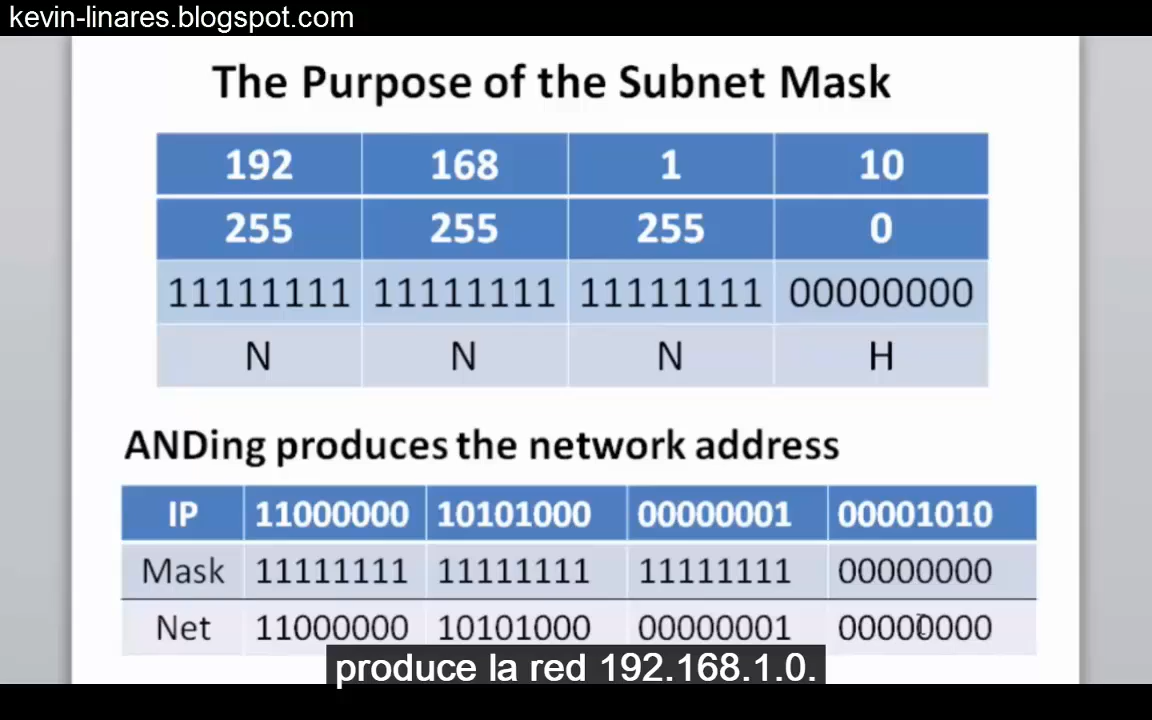 kevin-linares.blogspot.com
The Purpose of the Subnet Mask
192 168 1 10
255 255 255 0
11111111 11111111 11111111 00000000
N N N H
ANDing produces the network address
IP 11000000 10101000 00000001 00001010
Mask 11111111 11111111 11111111 00000000
Net 11000000 10101000 00000001 00000000
produce la red 192.168.1.0.